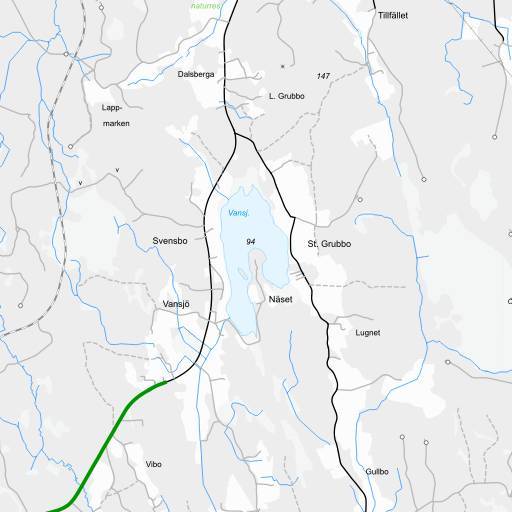 naturres
Tillfället
Dalsberga
147
L. Grubbo
Lapp-
marken
Vansj.
Svensbo
94
St. Grubbo
Näset
Vansjö
Lugnet
Vibo
Gullbo